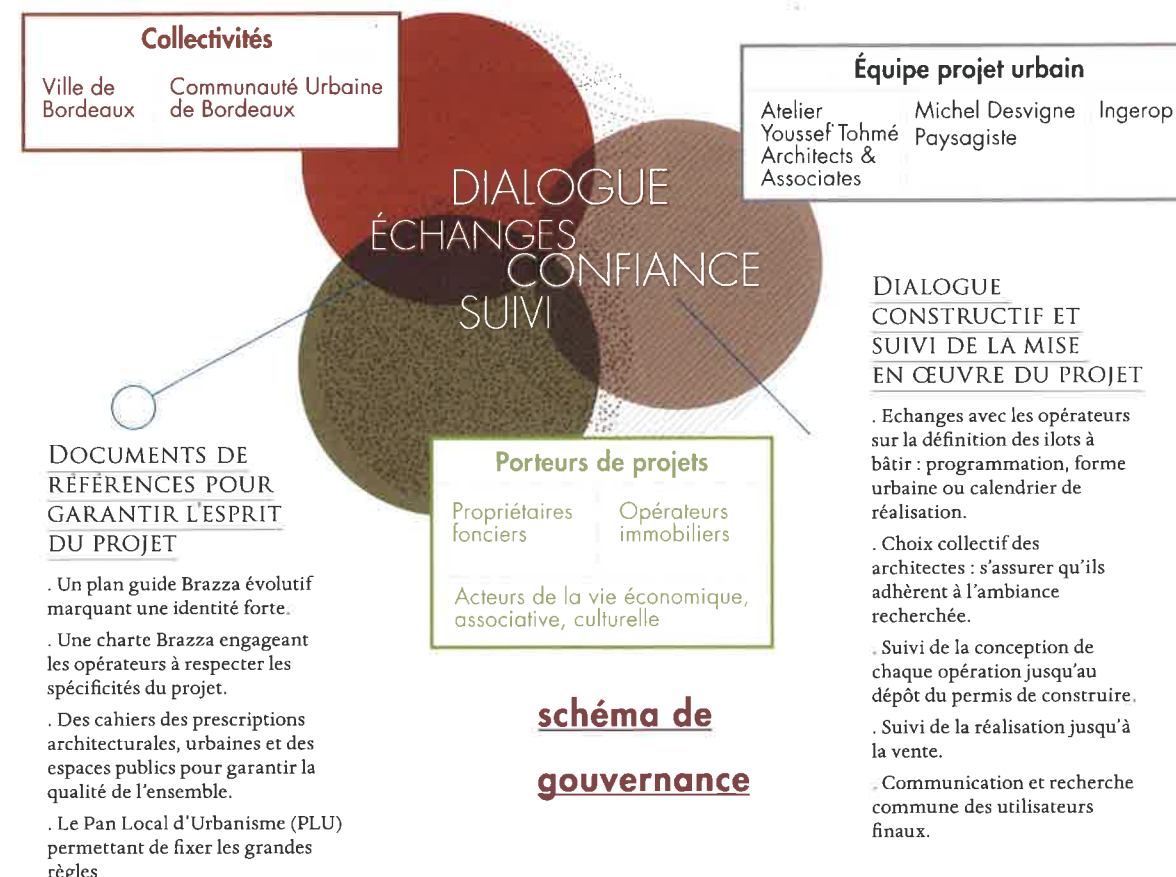 Collectivités
Ville de
Bordeaux
Communauté Urbaine
de Bordeaux
Équipe projet urbain
Atelier
Youssef Tohmé
Architects &
Associates
Michel Desvigne
Paysagiste
Ingerop
DIALOGUE
ÉCHANGES
CONFIANCE
SUIVI
DOCUMENTS DE
RÉFÉRENCES POUR
GARANTIR L'ESPRIT
DU PROJET
. Un plan guide Brazza évolutif
marquant une identité forte.
. Une charte Brazza engageant
les opérateurs à respecter les
spécificités du projet.
. Des cahiers des prescriptions
architecturales, urbaines et des
espaces publics pour garantir la
qualité de l'ensemble.
. Le Pan Local d'Urbanisme (PLU)
permettant de fixer les grandes
règles
Porteurs de projets
Propriétaires
fonciers
Opérateurs
immobiliers
Acteurs de la vie économique,
associative, culturelle
schéma de
gouvernance
DIALOGUE
CONSTRUCTIF ET
SUIVI DE LA MISE
EN ŒUVRE DU PROJET
. Echanges avec les opérateurs
sur la définition des ilots à
bâtir : programmation, forme
urbaine ou calendrier de
réalisation.
. Choix collectif des
architectes : s'assurer qu'ils
adhèrent à l'ambiance
recherchée.
. Suivi de la conception de
chaque opération jusqu'au
dépôt du permis de construire.
. Suivi de la réalisation jusqu'à
la vente.
. Communication et recherche
commune des utilisateurs
finaux.